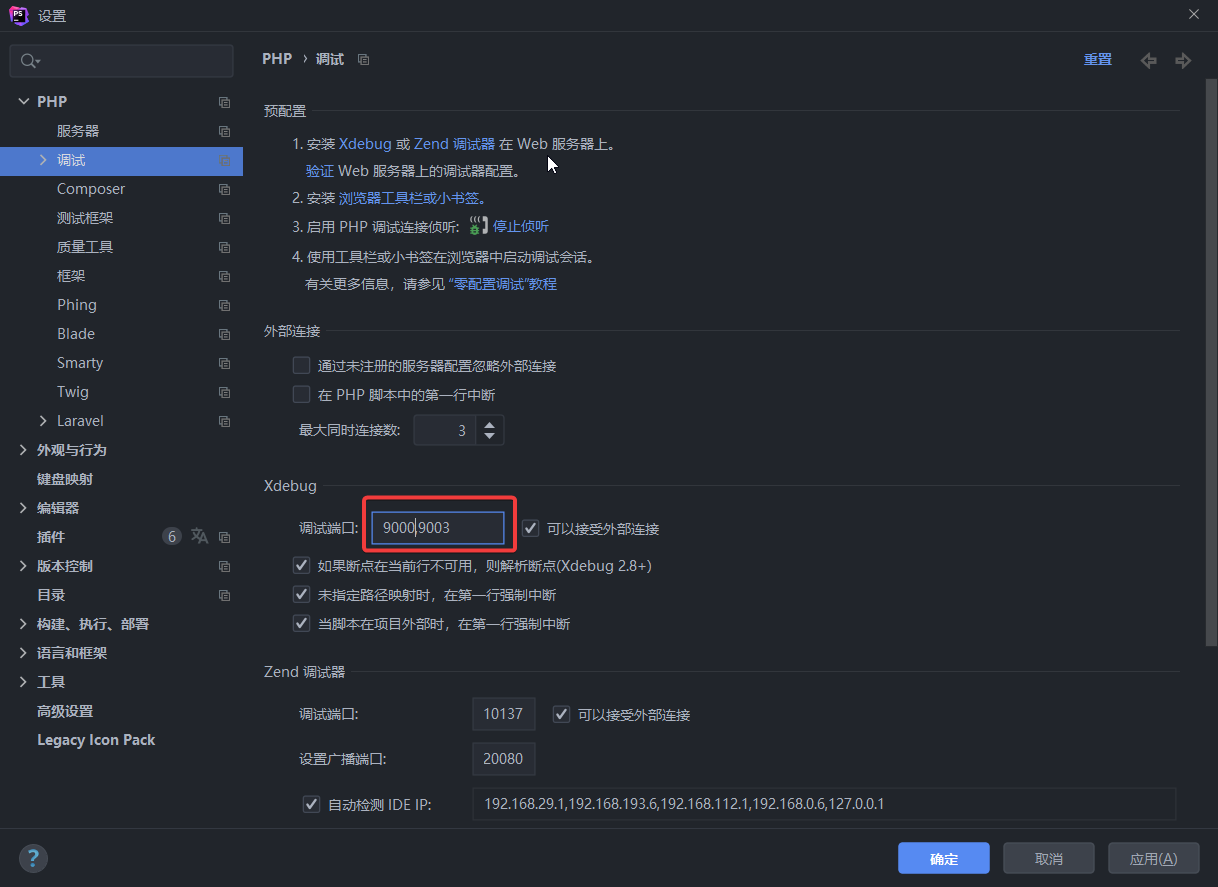 PS
设置
PHP
服务器
调试
Composer
测试框架
质量工具
框架
Phing
Blade
Smarty
Twig
Laravel
外观与行为
键盘映射
编辑器
插件 6
版本控制
目录
构建、执行、部署
语言和框架
工具
高级设置
Legacy Icon Pack
PHP › 调试
重置
预配置
1. 安装 Xdebug 或 Zend 调试器 在 Web 服务器上。
验证 Web 服务器上的调试器配置。
2. 安装 浏览器工具栏或小书签。
3. 启用 PHP 调试连接侦听: 停止侦听
4. 使用工具栏或小书签在浏览器中启动调试会话。
有关更多信息，请参见 “零配置调试”教程
外部连接
通过未注册的服务器配置忽略外部连接
在 PHP 脚本中的第一行中断
最大同时连接数: 3
Xdebug
调试端口: 9000,9003 可以接受外部连接
如果断点在当前行不可用，则解析断点(Xdebug 2.8+)
未指定路径映射时，在第一行强制中断
当脚本在项目外部时，在第一行强制中断
Zend 调试器
调试端口: 10137 可以接受外部连接
设置广播端口: 20080
自动检测 IDE IP: 192.168.29.1,192.168.193.6,192.168.112.1,192.168.0.6,127.0.0.1
?
确定
取消
应用(A)